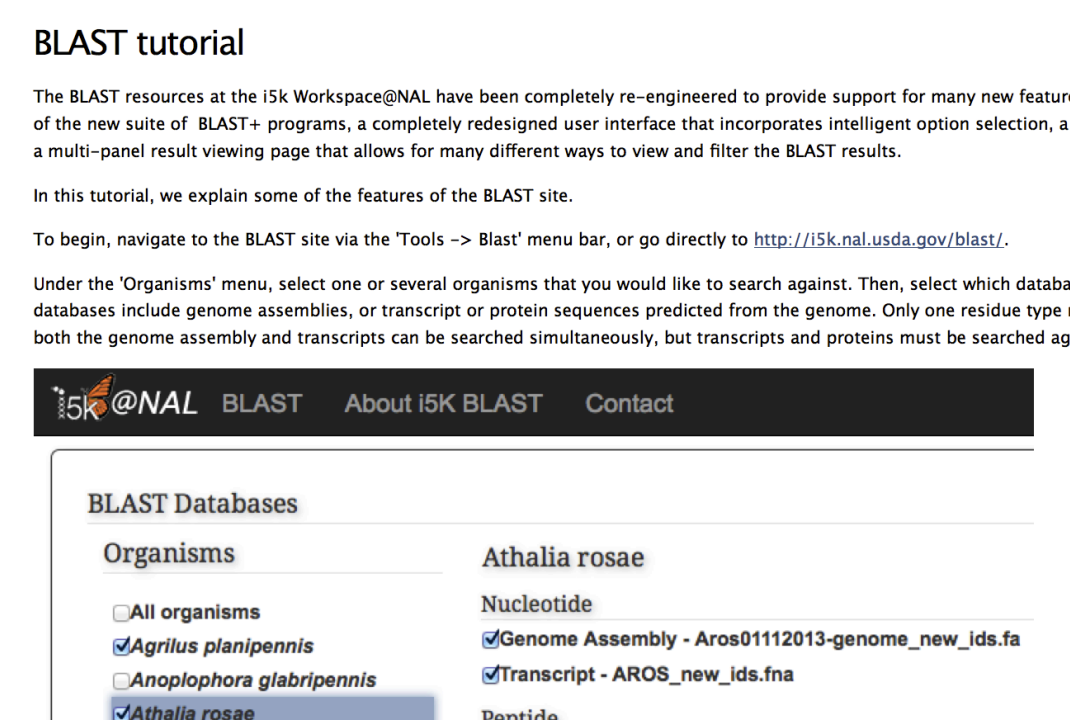 BLAST tutorial
The BLAST resources at the i5k Workspace@NAL have been completely re-engineered to provide support for many new featur
of the new suite of  BLAST+ programs, a completely redesigned user interface that incorporates intelligent option selection, a
a multi-panel result viewing page that allows for many different ways to view and filter the BLAST results.
In this tutorial, we explain some of the features of the BLAST site.
To begin, navigate to the BLAST site via the 'Tools -> Blast' menu bar, or go directly to http://i5k.nal.usda.gov/blast/.
Under the 'Organisms' menu, select one or several organisms that you would like to search against. Then, select which databa
databases include genome assemblies, or transcript or protein sequences predicted from the genome. Only one residue type
both the genome assembly and transcripts can be searched simultaneously, but transcripts and proteins must be searched ag
i5k@NAL BLAST About i5K BLAST Contact
BLAST Databases
Organisms
Athalia rosae
Nucleotide
All organisms
Genome Assembly - Aros01112013-genome_new_ids.fa
Agrilus planipennis
Transcript - AROS_new_ids.fna
Anoplophora glabripennis
Athalia rosae
Peptide